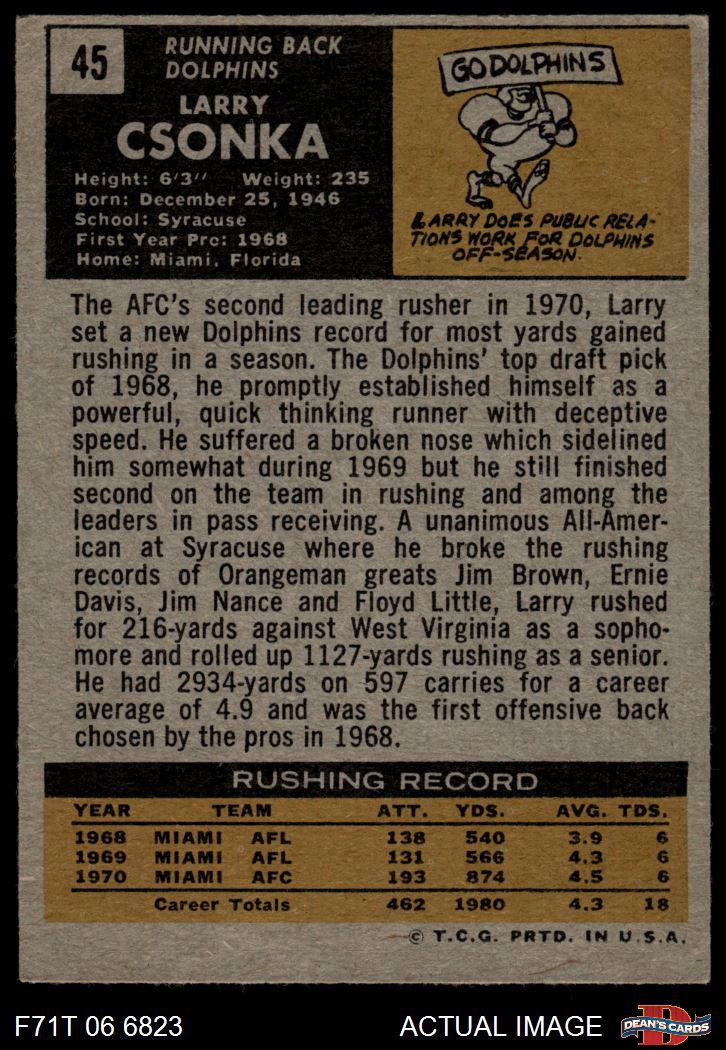 45
RUNNING BACK
DOLPHINS
LARRY
CSONKA
Height: 6'3'' Weight: 235
Born: December 25, 1946
School: Syracuse
First Year Pro: 1968
Home: Miami, Florida
GO DOLPHINS
LARRY DOES PUBLIC RELA-
TIONS WORK FOR DOLPHINS
OFF-SEASON.
The AFC's second leading rusher in 1970, Larry
set a new Dolphins record for most yards gained
rushing in a season. The Dolphins' top draft pick
of 1968, he promptly established himself as a
powerful, quick thinking runner with deceptive
speed. He suffered a broken nose which sidelined
him somewhat during 1969 but he still finished
second on the team in rushing and among the
leaders in pass receiving. A unanimous All-Amer-
ican at Syracuse where he broke the rushing
records of Orangeman greats Jim Brown, Ernie
Davis, Jim Nance and Floyd Little, Larry rushed
for 216-yards against West Virginia as a sopho-
more and rolled up 1127-yards rushing as a senior.
He had 2934-yards on 597 carries for a career
average of 4.9 and was the first offensive back
chosen by the pros in 1968.
RUSHING RECORD
YEAR TEAM ATT. YDS. AVG. TDS.
1968 MIAMI AFL 138 540 3.9 6
1969 MIAMI AFL 131 566 4.3 6
1970 MIAMI AFC 193 874 4.5 6
Career Totals 462 1980 4.3 18
© T.C.G. PRTD. IN U.S.A.
F71T 06 6823 ACTUAL IMAGE
D
DEAN'S CARDS